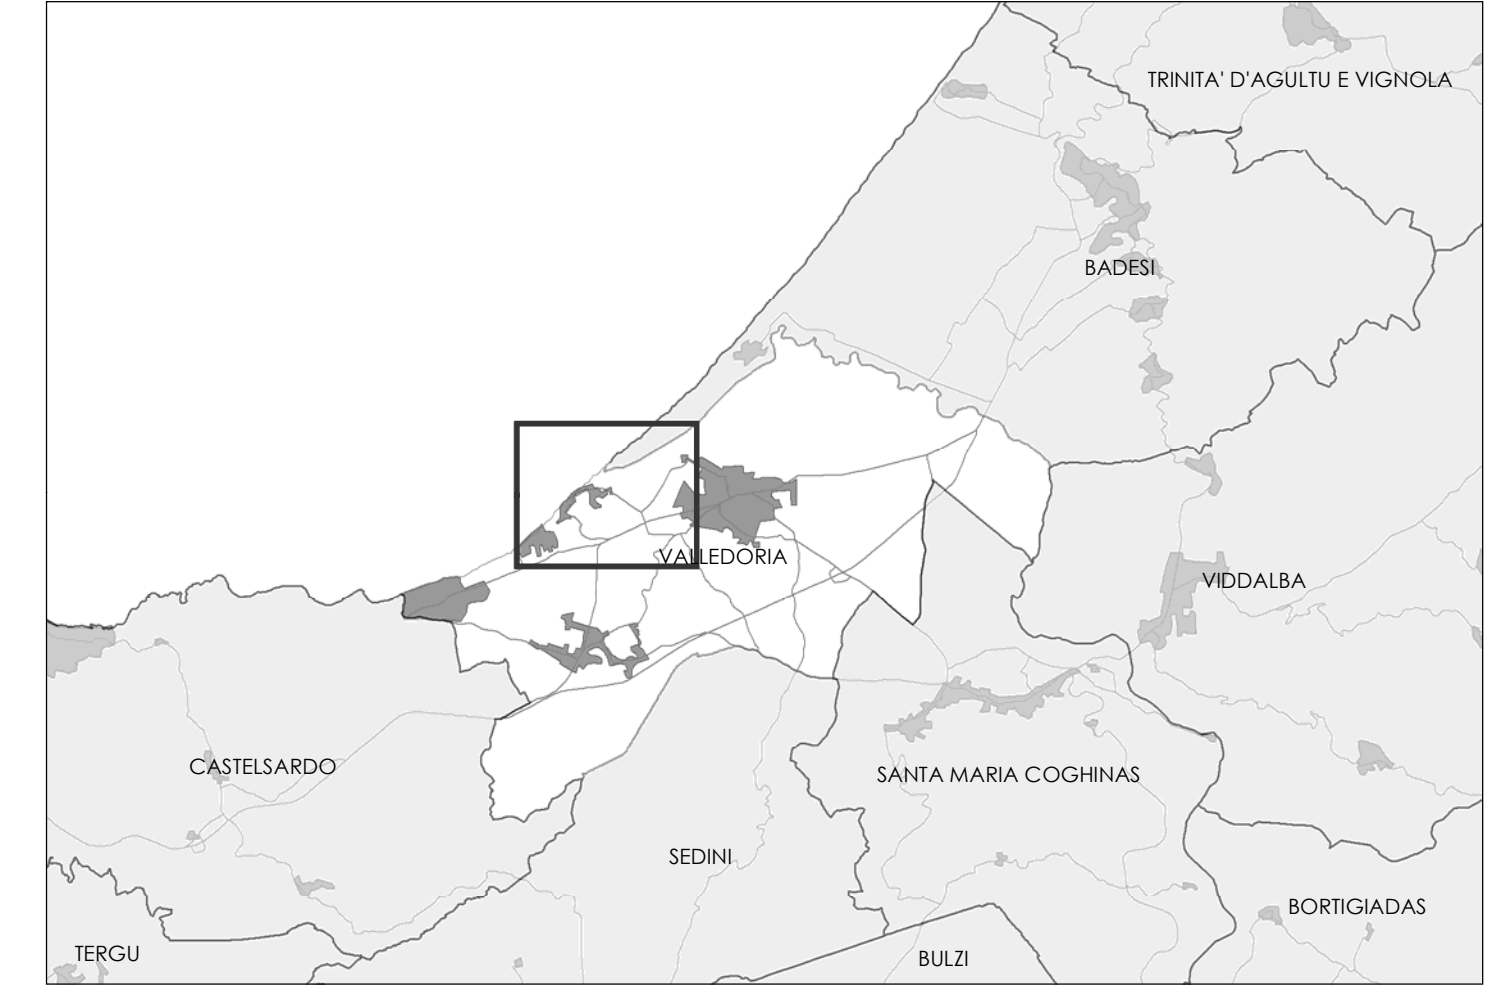 TRINITA' D'AGULTU E VIGNOLA
BADESI
VALLEDORIA
VIDDALBA
CASTELSARDO
SANTA MARIA COGHINAS
SEDINI
BORTIGIADAS
TERGU
BULZI